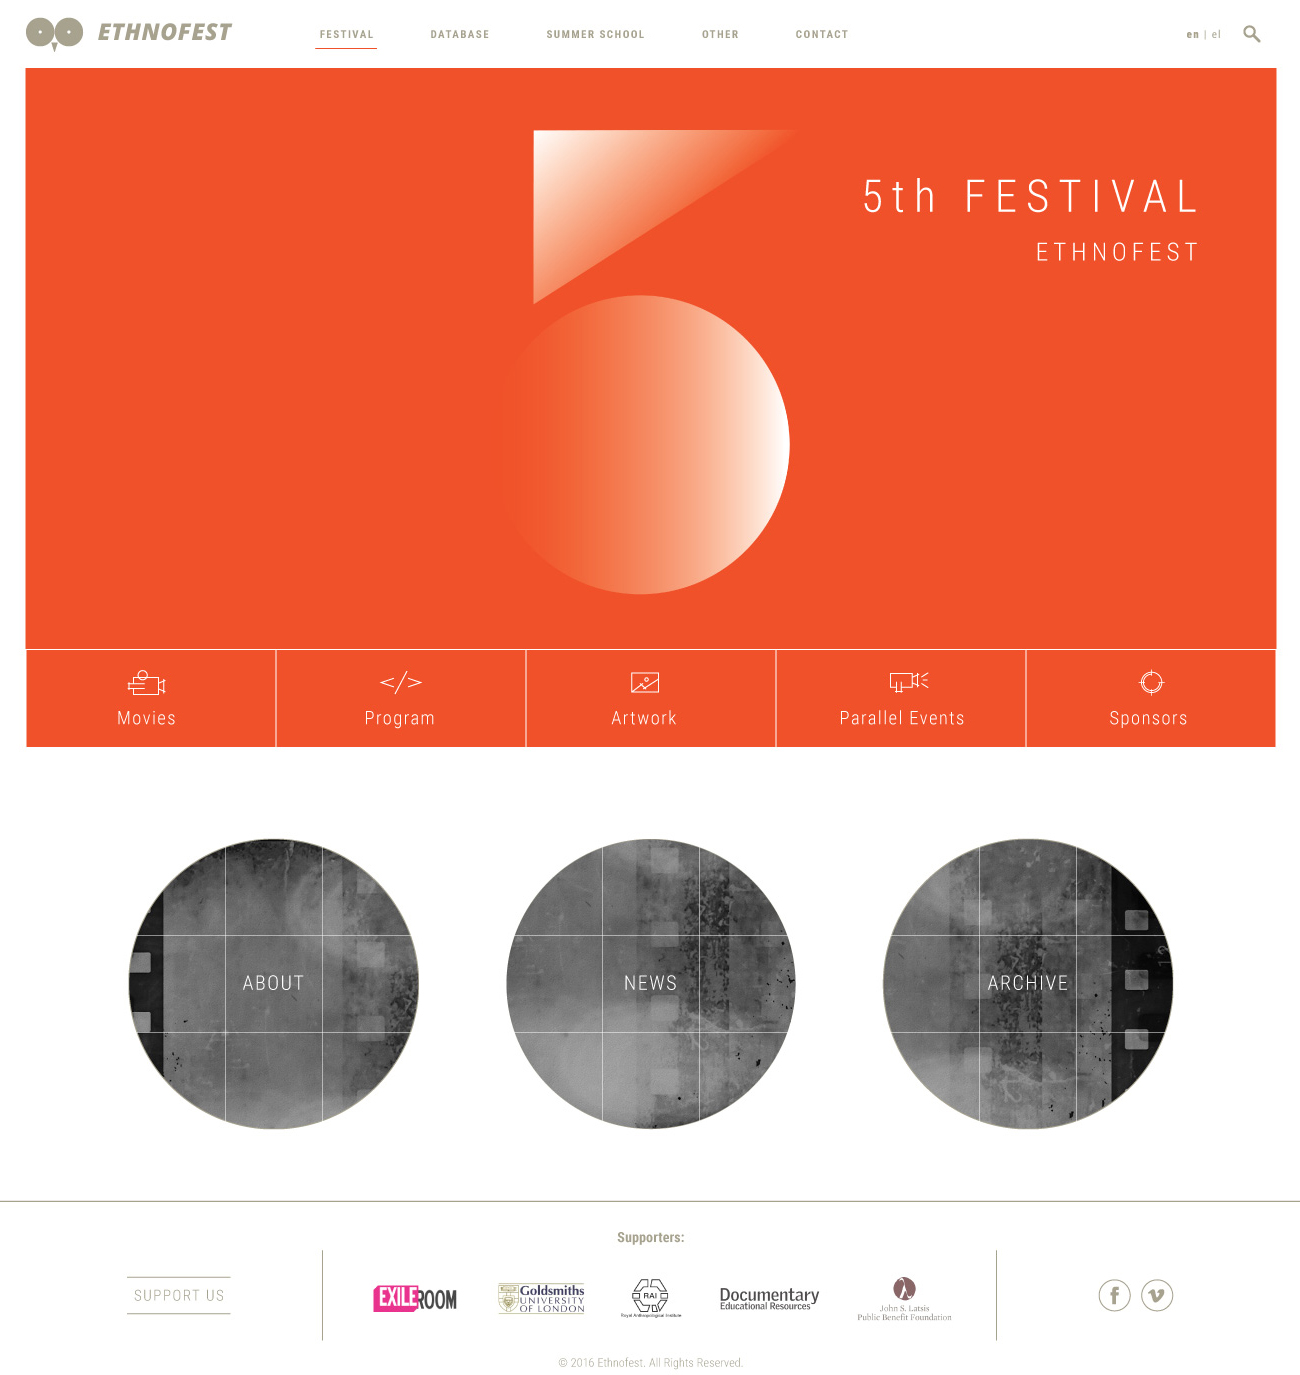 ETHNOFEST
FESTIVAL DATABASE SUMMER SCHOOL OTHER CONTACT
en | el
5th FESTIVAL
ETHNOFEST
Movies
Program
Artwork
Parallel Events
Sponsors
ABOUT
NEWS
ARCHIVE
Supporters:
SUPPORT US
EXILEROOM
Goldsmiths
UNIVERSITY
OF LONDON
RAI
Royal Anthropological Institute
Documentary
Educational Resources
John S. Latsis
Public Benefit Foundation
© 2016 Ethnofest. All Rights Reserved.